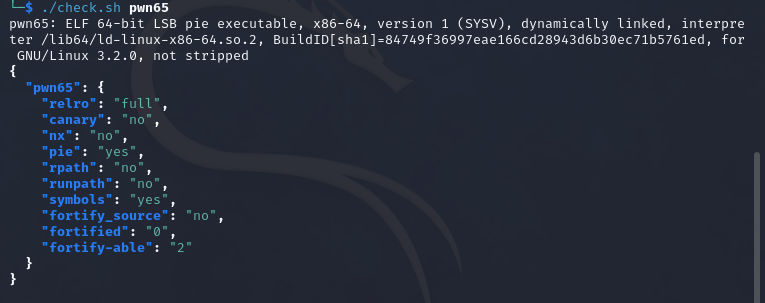 └─$ ./check.sh pwn65
pwn65: ELF 64-bit LSB pie executable, x86-64, version 1 (SYSV), dynamically linked, interpre
ter /lib64/ld-linux-x86-64.so.2, BuildID[sha1]=84749f36997eae166cd28943d6b30ec71b5761ed, for
 GNU/Linux 3.2.0, not stripped
{
  "pwn65": {
    "relro": "full",
    "canary": "no",
    "nx": "no",
    "pie": "yes",
    "rpath": "no",
    "runpath": "no",
    "symbols": "yes",
    "fortify_source": "no",
    "fortified": "0",
    "fortify-able": "2"
  }
}